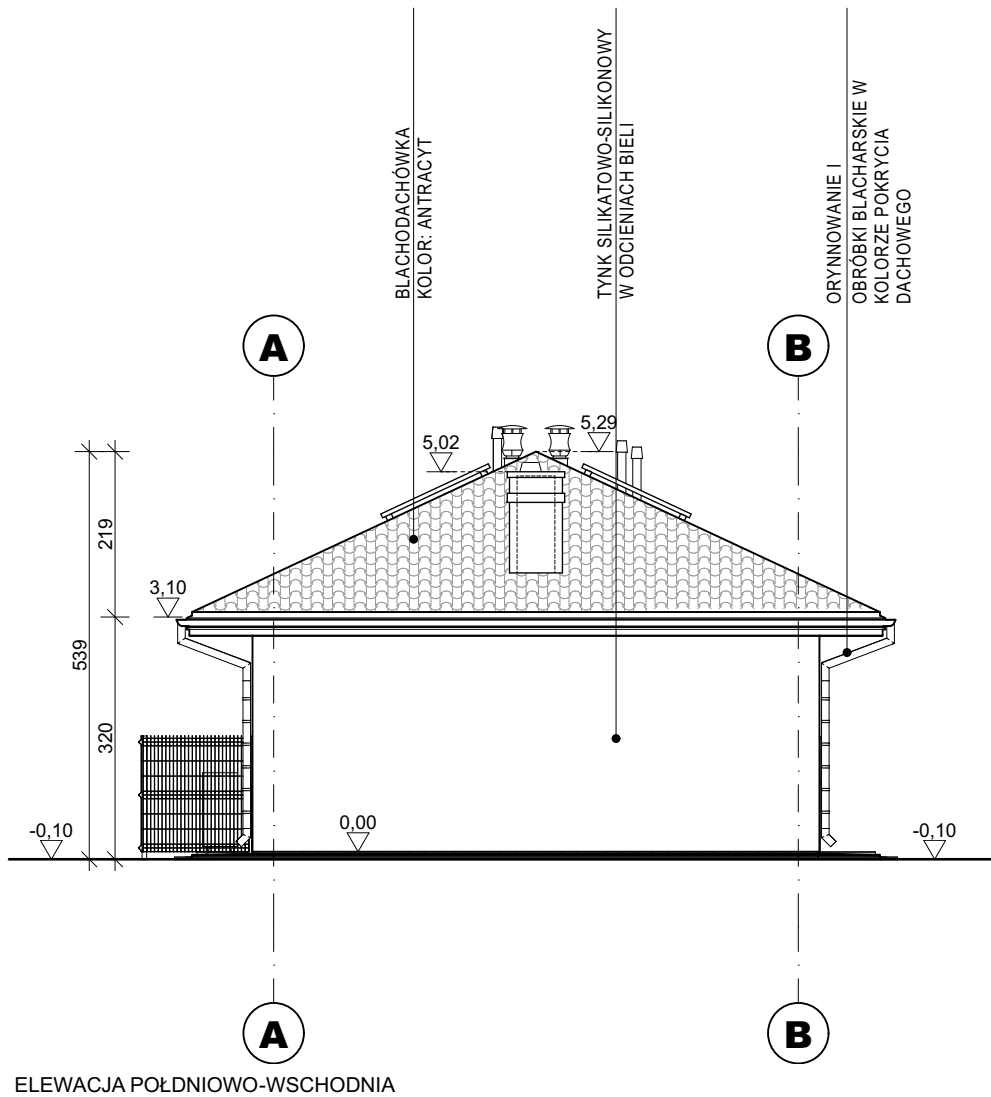 BLACHODACHÓWKA
KOLOR: ANTRACYT
TYNK SILIKATOWO-SILIKONOWY
W ODCIENIACH BIELI
ORYNNOWANIE I
OBRÓBKI BLACHARSKIE W
KOLORZE POKRYCIA
DACHOWEGO
A
B
5,02
5,29
219
3,10
539
320
-0,10
0,00
-0,10
A
B
ELEWACJA POŁDNIOWO-WSCHODNIA